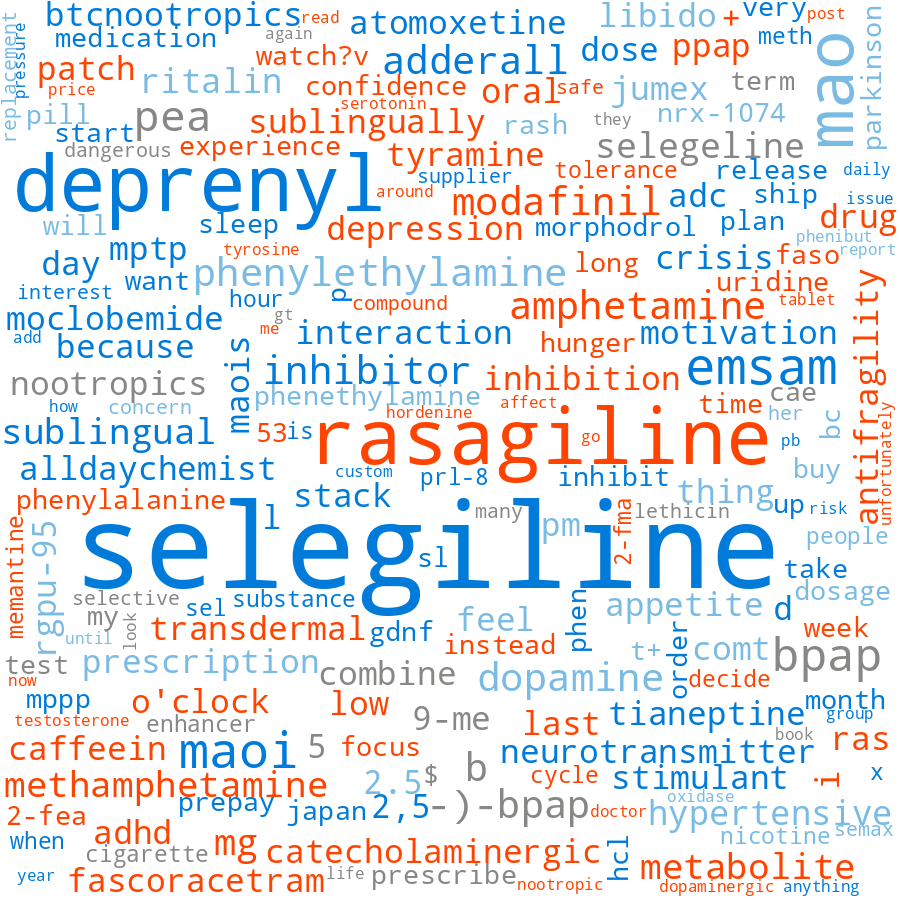 btcnootropics
read
atomoxetine
libido
+
very
post
replacement
pressure
medication
again
watch?v
adderall
dose
ppap
meth
mao
parkinson
patch
price
ritalin
confidence
oral
safe
jumex
term
pill
pea
serotonin
sublingually
rash
they
nrx-1074
start
dangerous
experience
tyramine
selegeline
deprenyl
supplier
tolerance
release
daily
around
modafinil
adc
ship
issue
will
sleep
depression
morphodrol
plan
drug
day
mptp
tyrosine
phenylethylamine
long
crisis
faso
phenibut
report
interest
want
hour
p
compound
uridine
tablet
antifragility
moclobemide
me
gt
interaction
amphetamine
motivation
add
because
maois
inhibitor
hunger
emsam
nootropics
phenethylamine
inhibition
cae
how
concern
hordenine
affect
time
her
bc
unfortunately
sublingual
53
is
rasagiline
go
pb
alldaychemist
custom
prl-8
inhibit
buy
phenylalanine
l
stack
many
pm
thing
up
risk
lethicin
2-fma
people
memantine
rgpu-95
selegiline
sl
take
selective
sel
substance
dosage
my
look
transdermal
gdnf
feel
phen
appetite
d
until
instead
t+
order
comt
week
test
now
prescription
combine
dopamine
decide
bpap
mppp
o'clock
low
9-me
tianeptine
month
testosterone
enhancer
last
group
caffeein
maoi
5
focus
b
neurotransmitter
book
ras
methamphetamine
2.5
$
cycle
stimulant
i
x
2-fea
prepay
japan
2,5
-)-bpap
doctor
oxidase
hypertensive
when
adhd
mg
catecholaminergic
hcl
nicotine
semax
cigarette
metabolite
year
fascoracetram
life
prescribe
nootropic
dopaminergic
anything